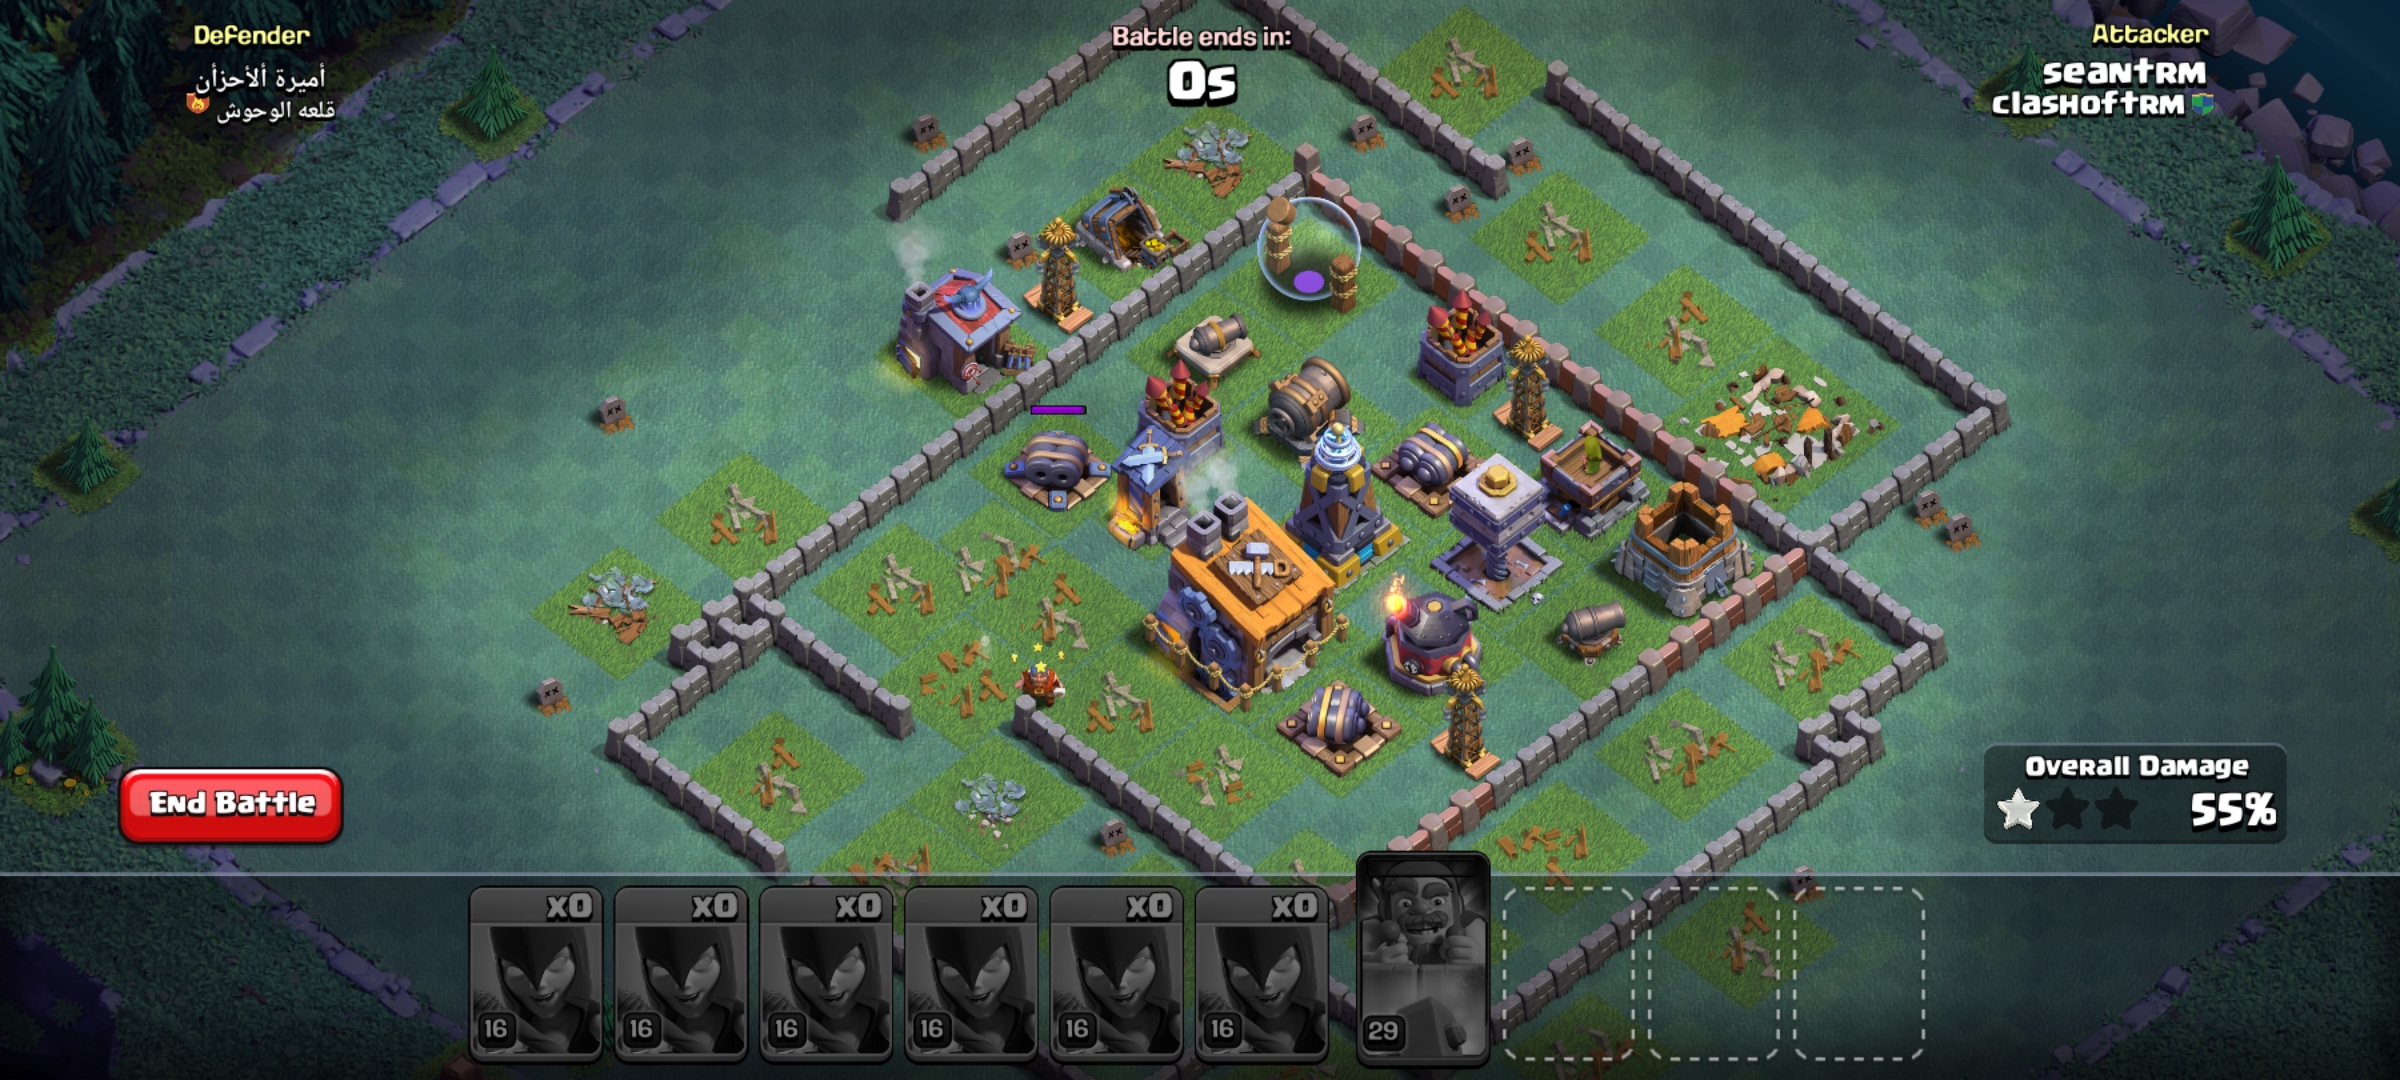 Defender
أميرة ألأحزأن
قلعه الوحوش
Battle ends in:
0s
Attacker
seantRM
clashoftRM
End Battle
Overall Damage
55%
x0 x0 x0 x0 x0 x0
16 16 16 16 16 16 29